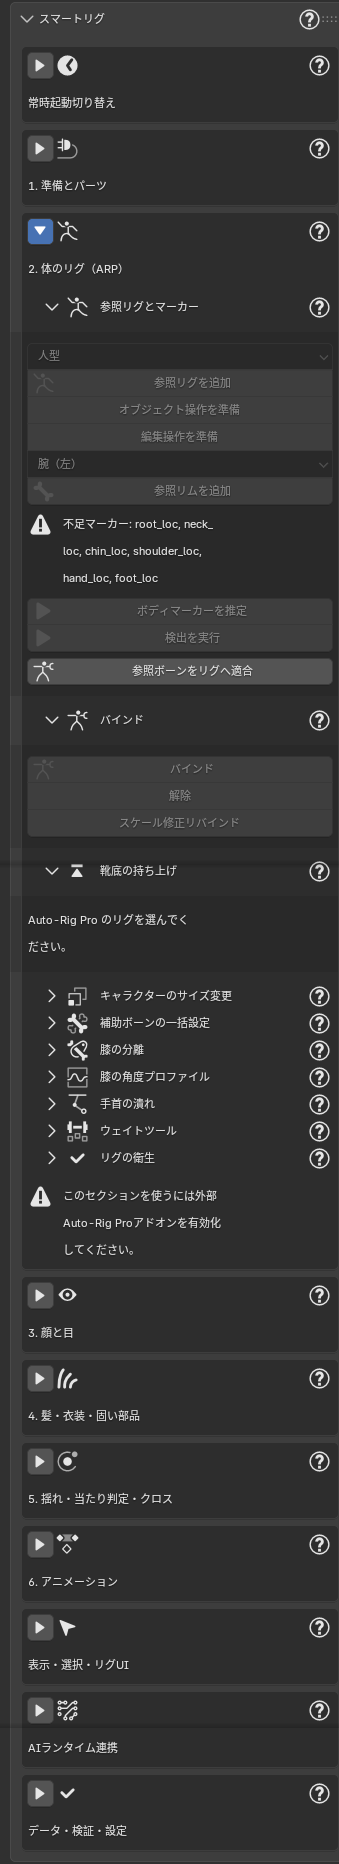 スマートリグ
常時起動切り替え
1. 準備とパーツ
2. 体のリグ（ARP）
参照リグとマーカー
人型
参照リグを追加
オブジェクト操作を準備
編集操作を準備
腕（左）
参照リムを追加
不足マーカー: root_loc, neck_
loc, chin_loc, shoulder_loc,
hand_loc, foot_loc
ボディマーカーを推定
検出を実行
参照ボーンをリグへ適合
バインド
バインド
解除
スケール修正リバインド
靴底の持ち上げ
Auto-Rig Pro のリグを選んでく
ださい。
キャラクターのサイズ変更
補助ボーンの一括設定
膝の分離
膝の角度プロファイル
手首の潰れ
ウェイトツール
リグの衛生
このセクションを使うには外部
Auto-Rig Proアドオンを有効化
してください。
3. 顔と目
4. 髪・衣装・固い部品
5. 揺れ・当たり判定・クロス
6. アニメーション
表示・選択・リグUI
AIランタイム連携
データ・検証・設定